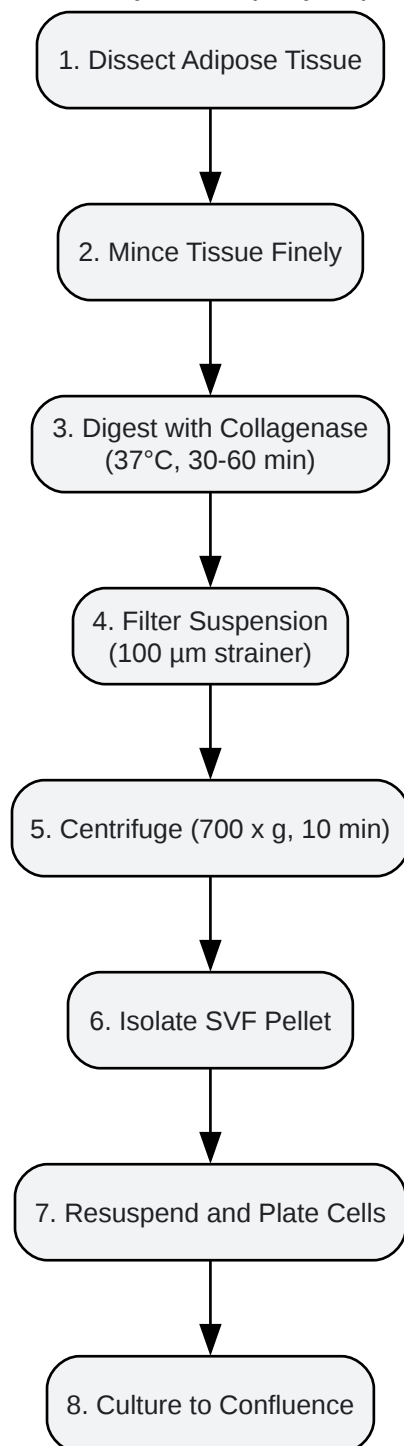 1. Dissect Adipose Tissue
2. Mince Tissue Finely
3. Digest with Collagenase
(37°C, 30-60 min)
4. Filter Suspension
(100 µm strainer)
5. Centrifuge (700 x g, 10 min)
6. Isolate SVF Pellet
7. Resuspend and Plate Cells
8. Culture to Confluence